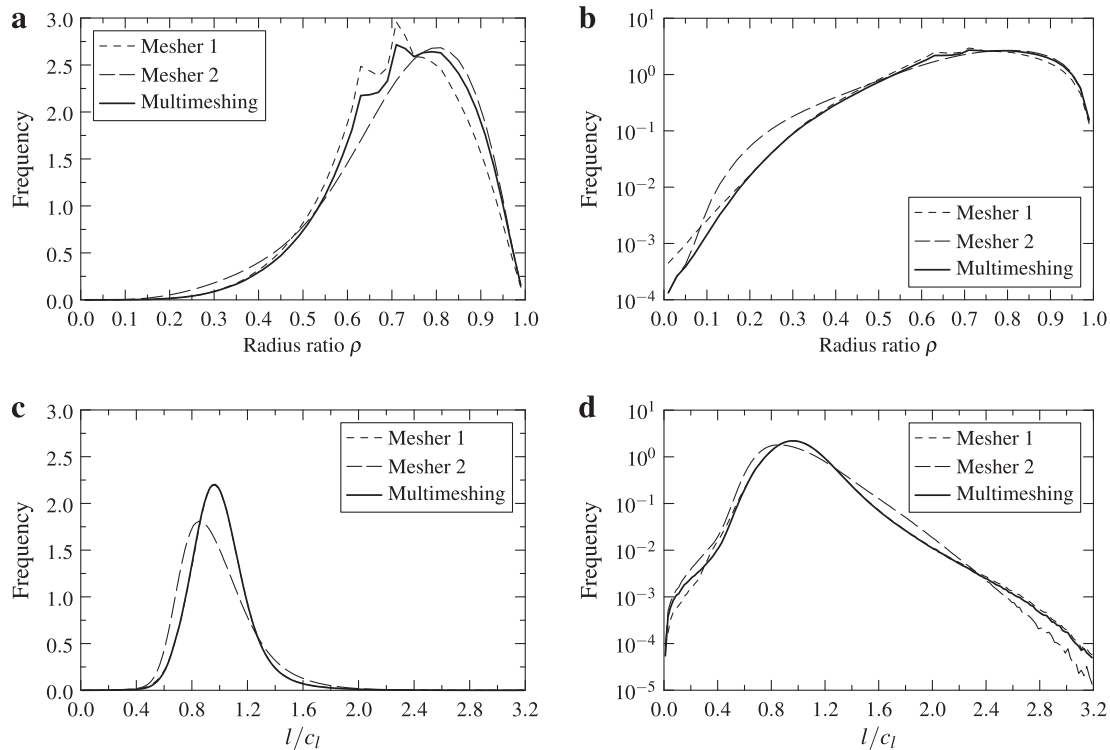 a
3.0
2.5
2.0
1.5
1.0
0.5
0.0
Frequency
Mesher 1
Mesher 2
Multimeshing
0.0 0.1 0.2 0.3 0.4 0.5 0.6 0.7 0.8 0.9 1.0
Radius ratio ρ
b
10^1
10^0
10^−1
10^−2
10^−3
10^−4
Frequency
Mesher 1
Mesher 2
Multimeshing
0.0 0.1 0.2 0.3 0.4 0.5 0.6 0.7 0.8 0.9 1.0
Radius ratio ρ
c
3.0
2.5
2.0
1.5
1.0
0.5
0.0
Frequency
Mesher 1
Mesher 2
Multimeshing
0.0 0.4 0.8 1.2 1.6 2.0 2.4 2.8 3.2
l/c_l
d
10^1
10^0
10^−1
10^−2
10^−3
10^−4
10^−5
Frequency
Mesher 1
Mesher 2
Multimeshing
0.0 0.4 0.8 1.2 1.6 2.0 2.4 2.8 3.2
l/c_l